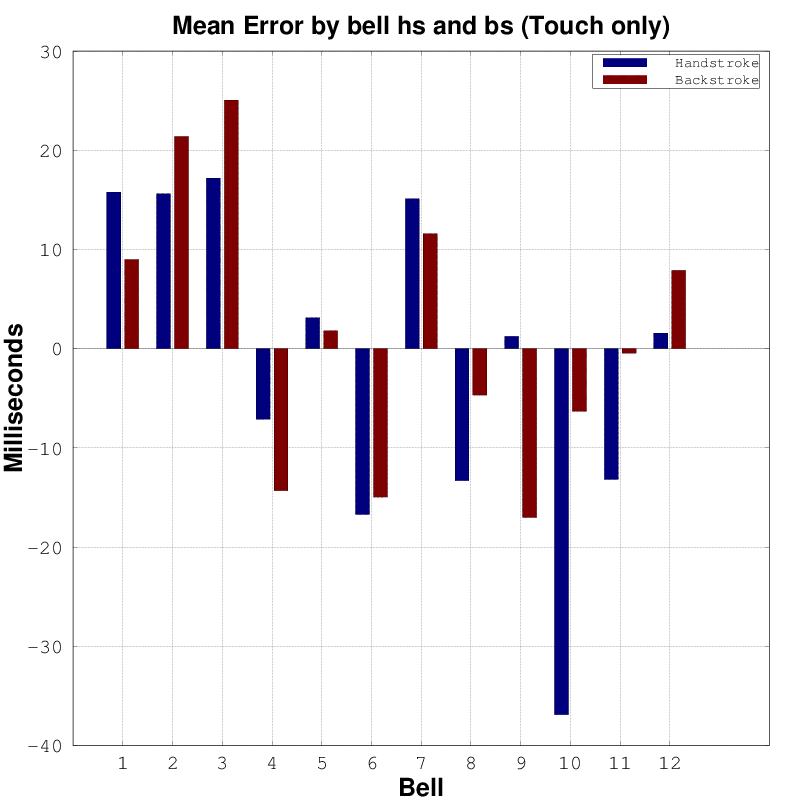 Mean Error by bell hs and bs (Touch only)
Handstroke
Backstroke
30
20
10
0
-10
-20
-30
-40
Milliseconds
1 2 3 4 5 6 7 8 9 10 11 12
Bell